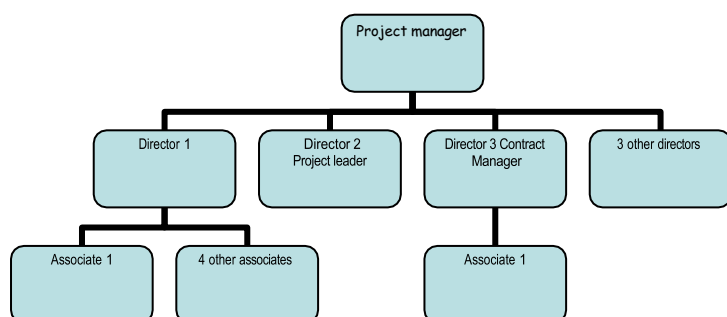 Project manager
Director 1
Director 2
Project leader
Director 3 Contract
Manager
3 other directors
Associate 1
4 other associates
Associate 1